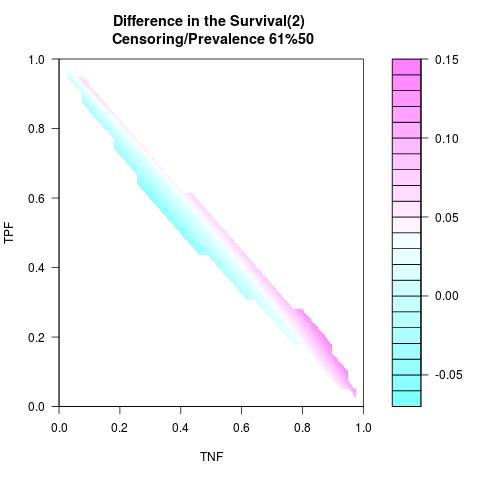 Difference in the Survival(2)
Censoring/Prevalence 61%50
1.0
0.8
0.6
0.4
0.2
0.0
TPF
0.0 0.2 0.4 0.6 0.8 1.0
TNF
0.15
0.10
0.05
0.00
-0.05